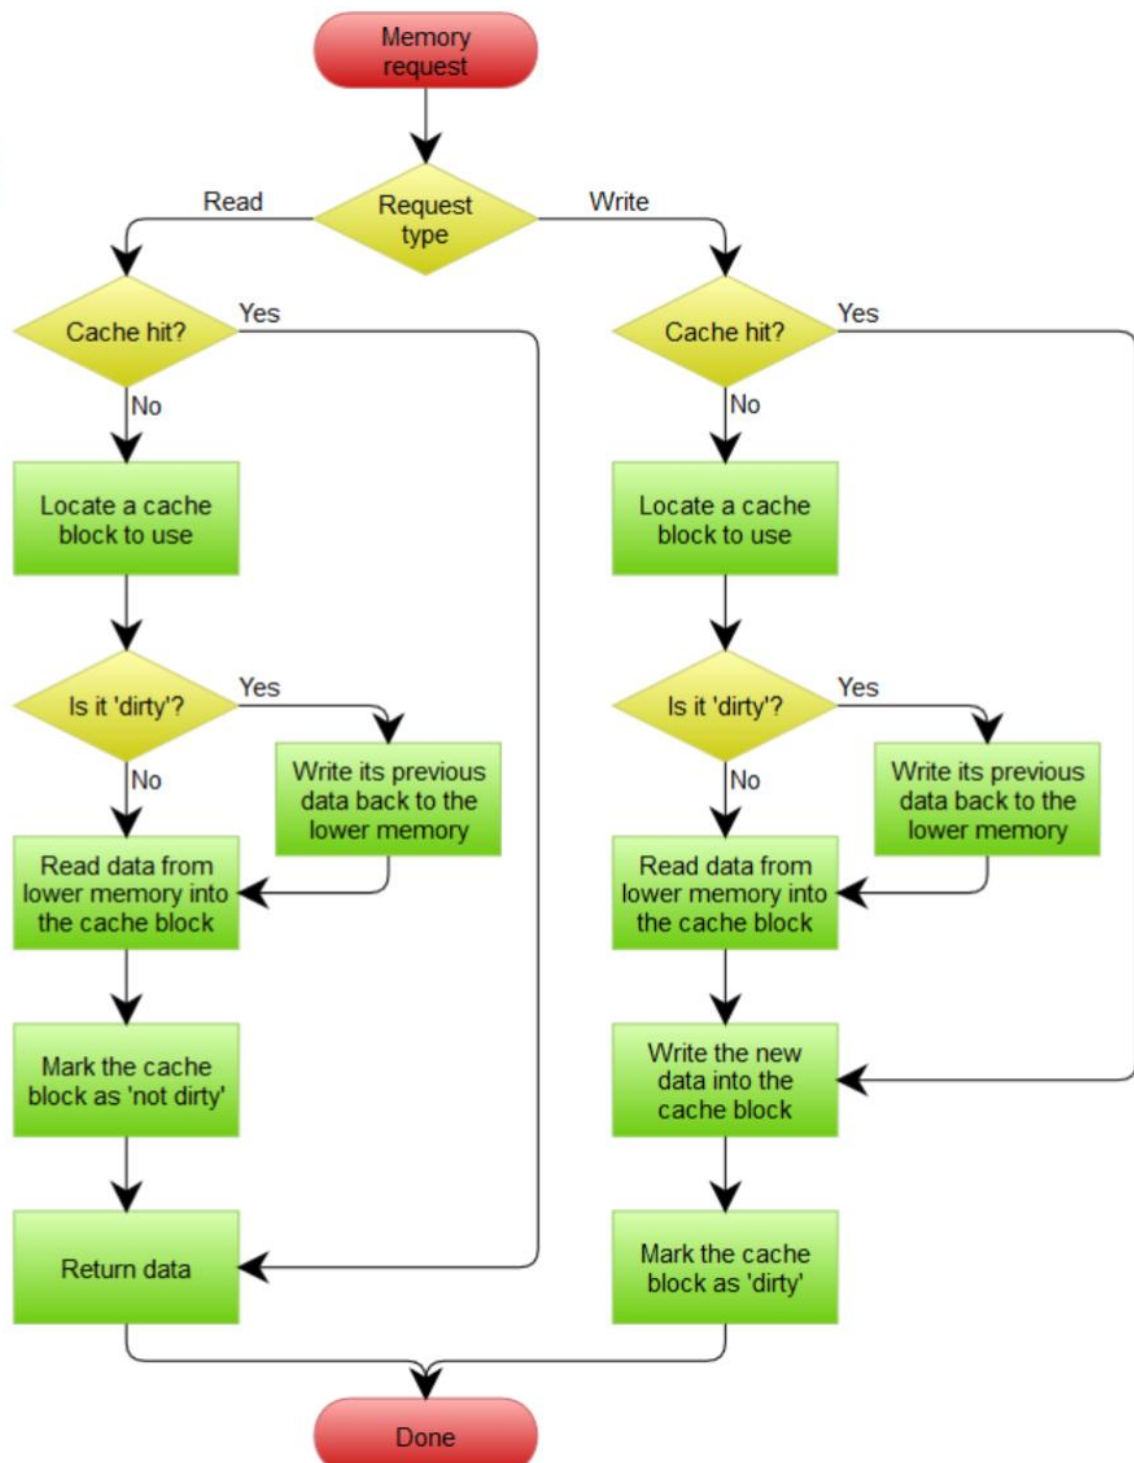 Memory
request
Request
type
Read
Write
Cache hit?
Yes
No
Locate a cache
block to use
Is it 'dirty'?
Yes
No
Write its previous
data back to the
lower memory
Read data from
lower memory into
the cache block
Mark the cache
block as 'not dirty'
Return data
Cache hit?
Yes
No
Locate a cache
block to use
Is it 'dirty'?
Yes
No
Write its previous
data back to the
lower memory
Read data from
lower memory into
the cache block
Write the new
data into the
cache block
Mark the cache
block as 'dirty'
Done